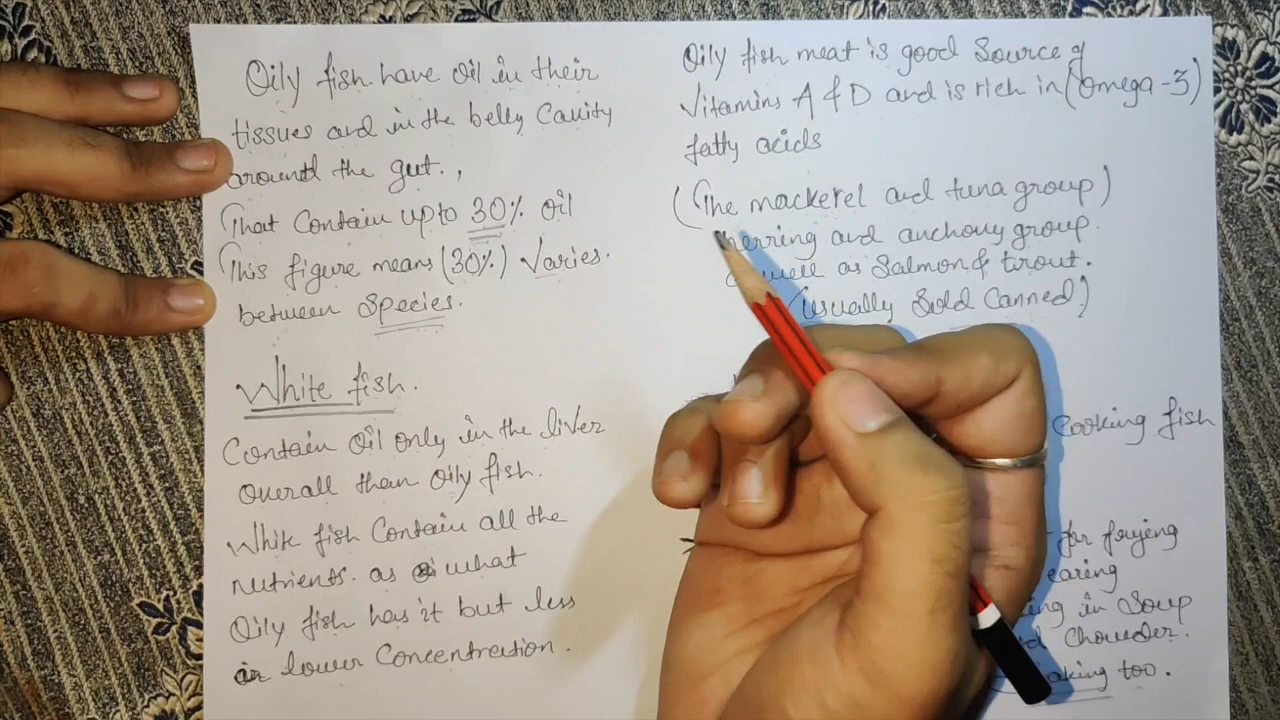 Oily fish have oil in their
tissues and in the belly Cavity
around the gut.,
That Contain up to 30% oil
This figure means (30%) Varies.
between Species.
White fish.
Contain Oil only in the liver
Overall then Oily fish.
White fish Contain all the
nutrients. as what
Oily fish has it but less
in lower Concentration.
Oily fish meat is good Source of
Vitamins A & D and is rich in (Omega-3)
fatty acids
(The mackerel and tuna group)
herring and anchovy group.
well as Salmon & trout.
(Usually Sold Canned)
Cooking fish
for fryeing
earing
ing in Soup
Chowder.
aking too.